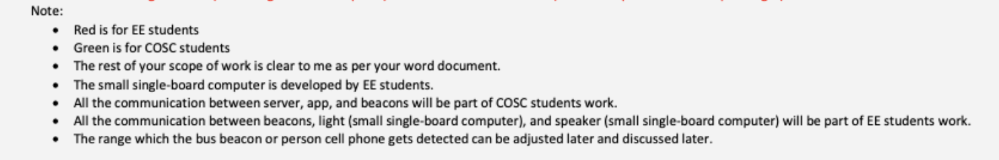 Note:
• Red is for EE students
• Green is for COSC students
• The rest of your scope of work is clear to me as per your word document.
• The small single-board computer is developed by EE students.
• All the communication between server, app, and beacons will be part of COSC students work.
• All the communication between beacons, light (small single-board computer), and speaker (small single-board computer) will be part of EE students work.
• The range which the bus beacon or person cell phone gets detected can be adjusted later and discussed later.